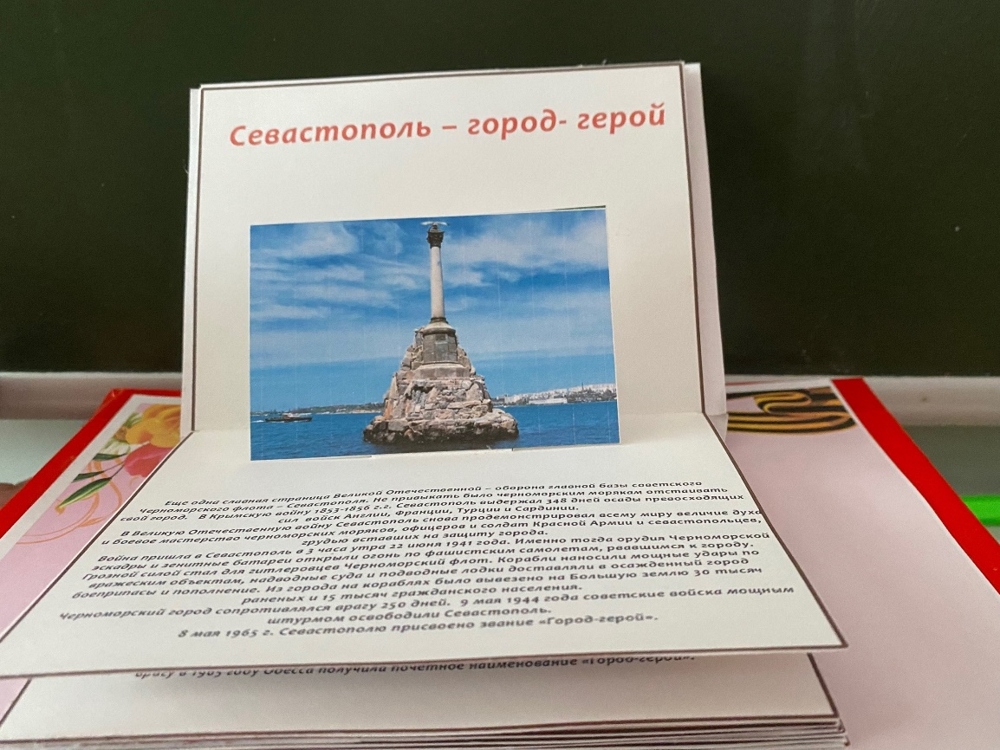 Севастополь – город- герой
Еще одна славная страница Великой Отечественной – оборона главной базы советского
Черноморского флота – Севастополя. Не привыкать было черноморским морякам отстаивать
свой город. В Крымскую войну 1853-1856 г.г. Севастополь выдержал 348 дней осады превосходящих
сил войск Англии, Франции, Турции и Сардинии.
В Великую Отечественную войну Севастополь снова продемонстрировал всему миру величие духа
и боевое мастерство черноморских моряков, офицеров и солдат Красной Армии и севастопольцев,
грудью вставших на защиту города.
Война пришла в Севастополь в 3 часа утра 22 июня 1941 года. Именно тогда орудия Черноморской
эскадры и зенитные батареи открыли огонь по фашистским самолетам, рвавшимся к городу.
Грозной силой стал для гитлеровцев Черноморский флот. Корабли наносили мощные удары по
вражеским объектам, надводные суда и подводные лодки доставляли в осажденный город
боеприпасы и пополнение. Из города на кораблях было вывезено на Большую землю 30 тысяч
раненых и 15 тысяч гражданского населения.
Черноморский город сопротивлялся врагу 250 дней. 9 мая 1944 года советские войска мощным
штурмом освободили Севастополь.
8 мая 1965 г. Севастополю присвоено звание «Город-герой».
врагу в 1965 году Одесса получила почетное наименование «Город-герой».